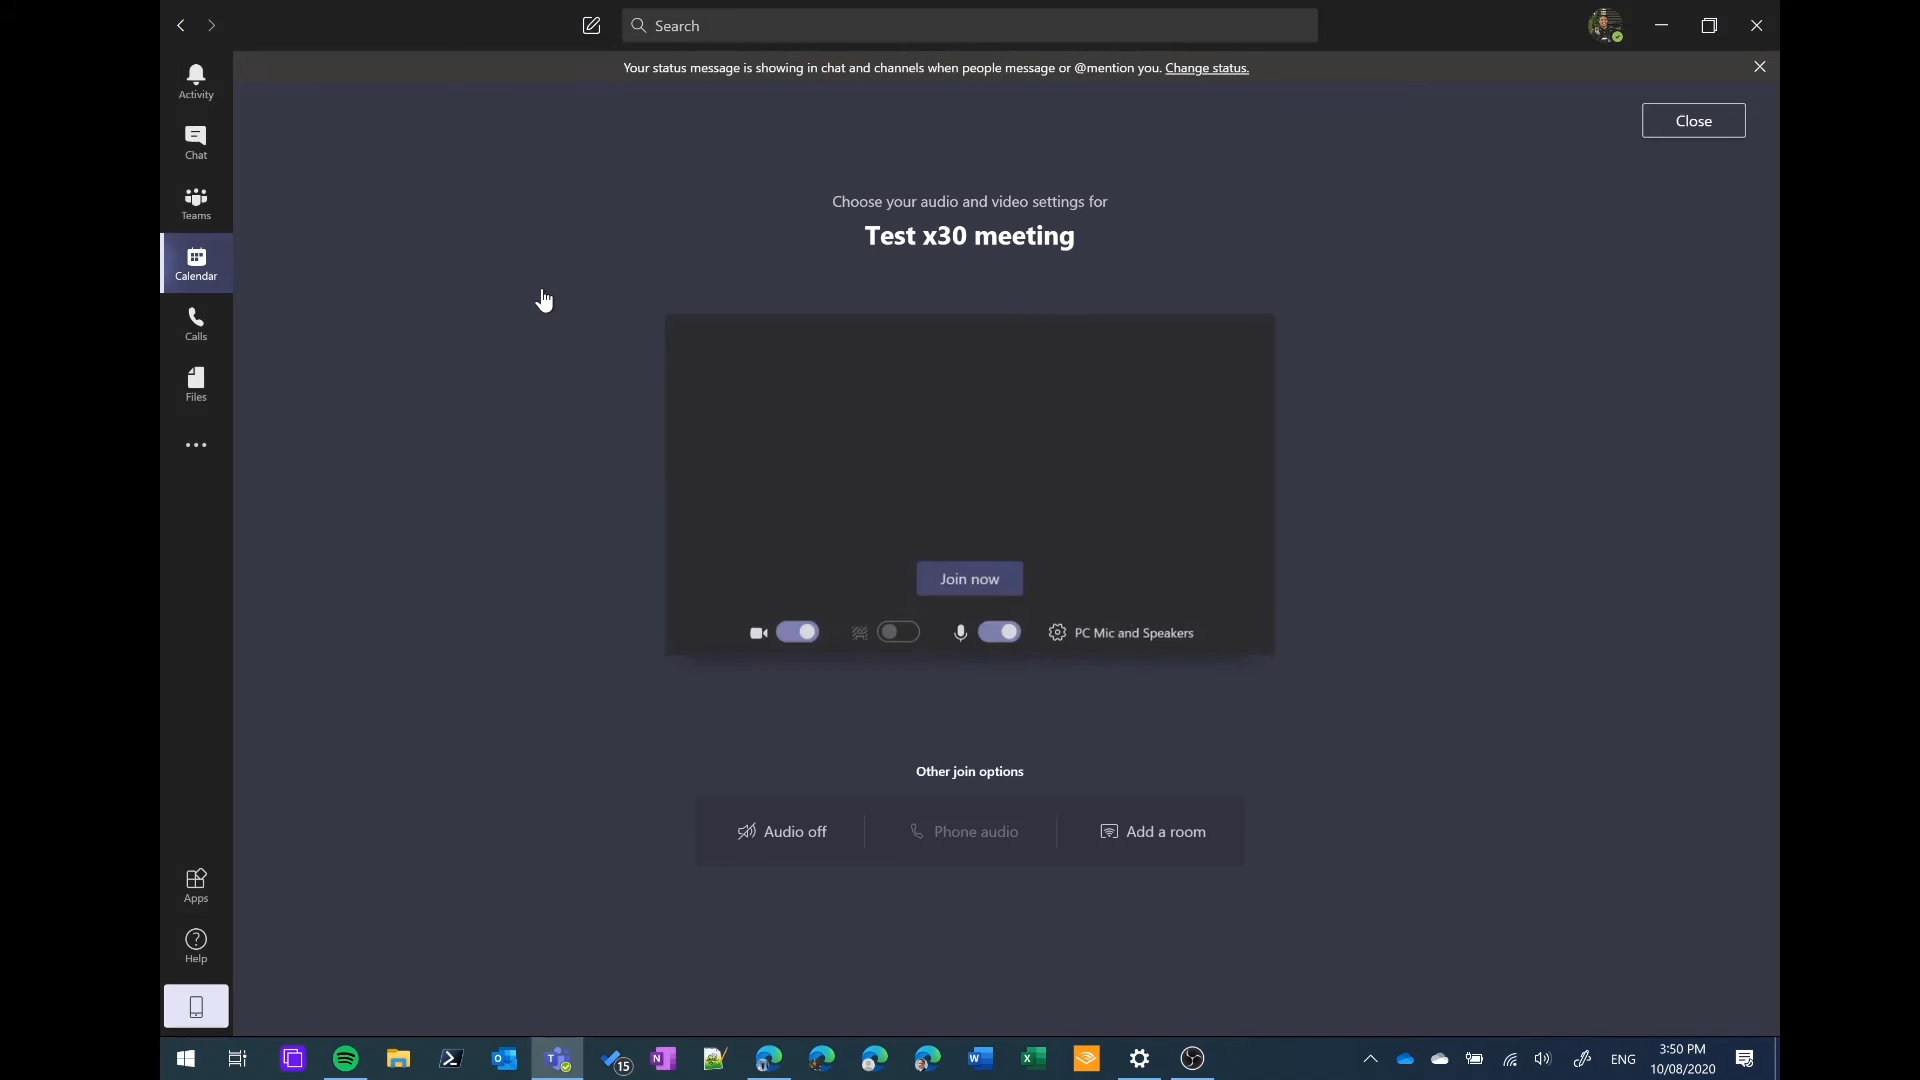 Search
Your status message is showing in chat and channels when people message or @mention you. Change status.
Activity
Chat
Teams
Calendar
Calls
Files
Apps
Help
Close
Choose your audio and video settings for
Test x30 meeting
Join now
PC Mic and Speakers
Other join options
Audio off
Phone audio
Add a room
15
ENG
3:50 PM
10/08/2020